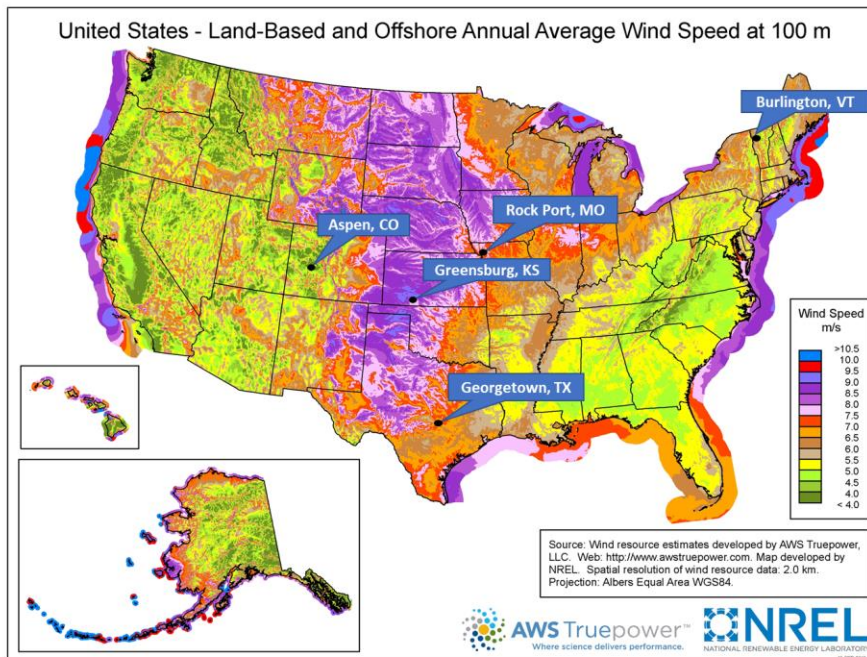 United States - Land-Based and Offshore Annual Average Wind Speed at 100 m
Burlington, VT
Rock Port, MO
Aspen, CO
Greensburg, KS
Georgetown, TX
Wind Speed
m/s
>10.5
10.0
9.5
9.0
8.5
8.0
7.5
7.0
6.5
6.0
5.5
5.0
4.5
4.0
< 4.0
Source: Wind resource estimates developed by AWS Truepower,
LLC. Web: http://www.awstruepower.com. Map developed by
NREL. Spatial resolution of wind resource data: 2.0 km.
Projection: Albers Equal Area WGS84.
AWS Truepower™
Where science delivers performance.
NREL
NATIONAL RENEWABLE ENERGY LABORATORY